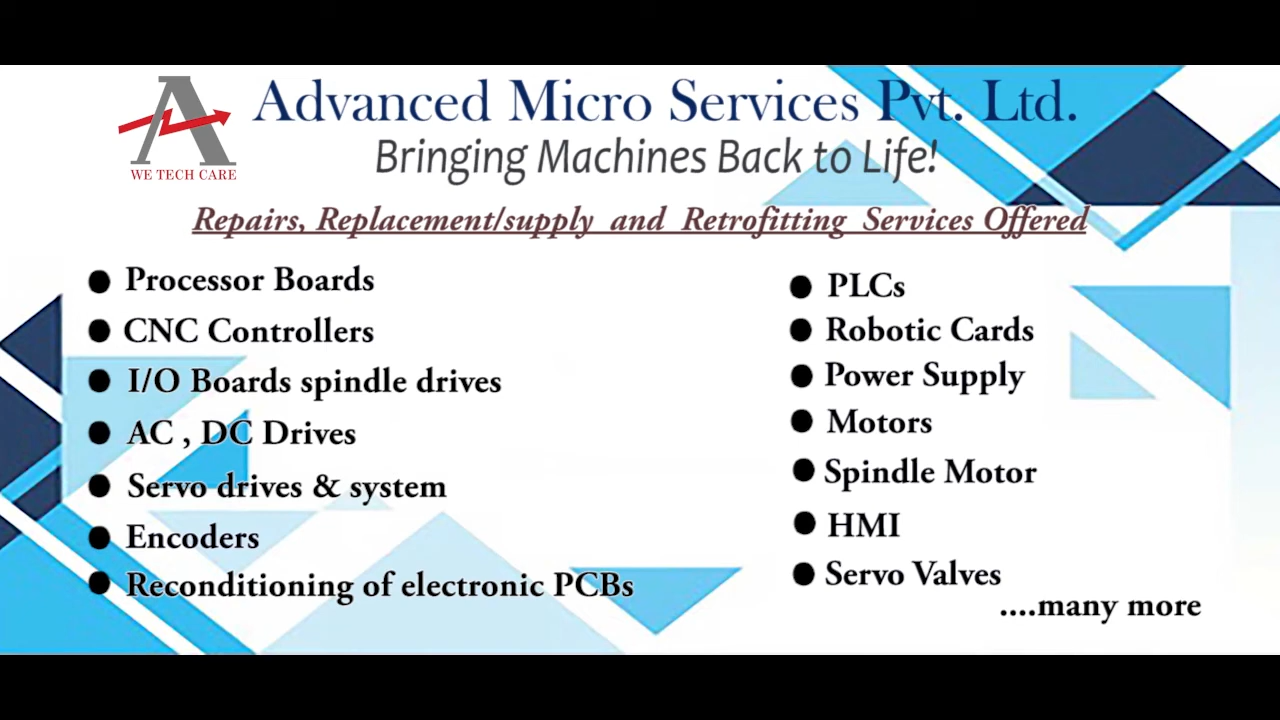 Advanced Micro Services Pvt. Ltd.
WE TECH CARE
Bringing Machines Back to Life!
Repairs, Replacement/supply and Retrofitting Services Offered
Processor Boards
CNC Controllers
I/O Boards spindle drives
AC , DC Drives
Servo drives & system
Encoders
Reconditioning of electronic PCBs
PLCs
Robotic Cards
Power Supply
Motors
Spindle Motor
HMI
Servo Valves
....many more